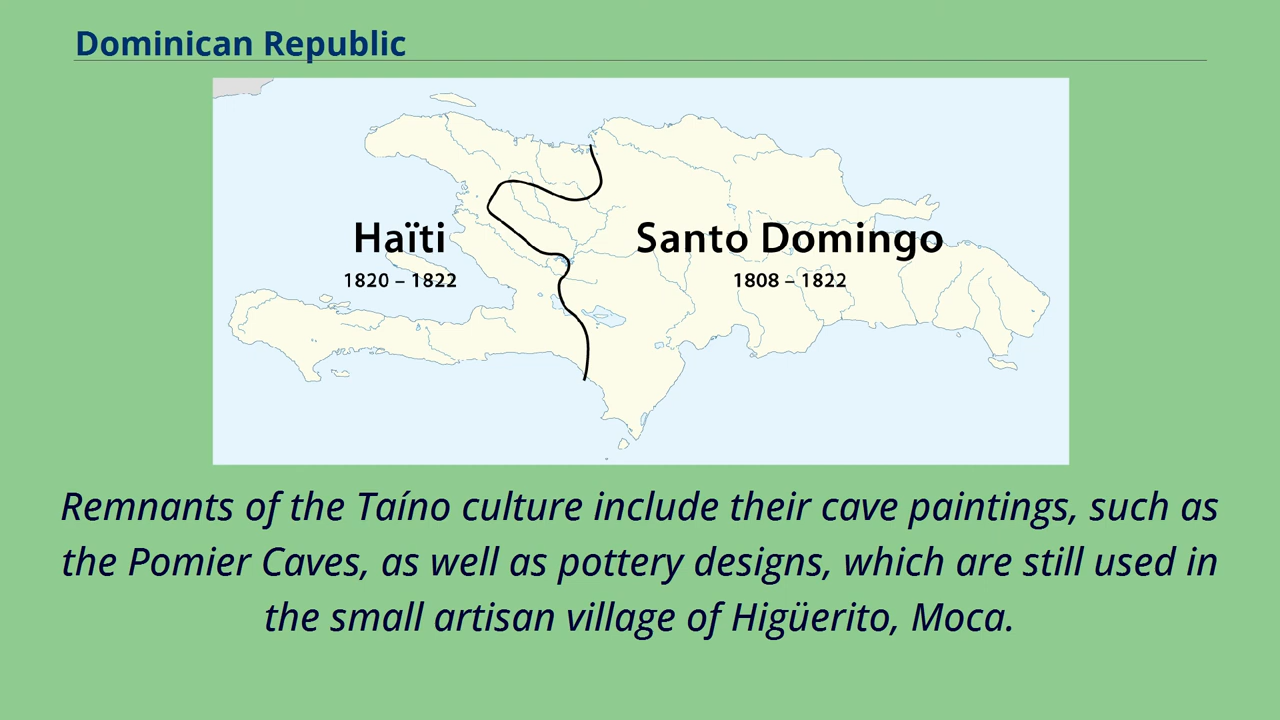 Dominican Republic
Haïti
Santo Domingo
1820 – 1822
1808 – 1822
Remnants of the Taíno culture include their cave paintings, such as
the Pomier Caves, as well as pottery designs, which are still used in
the small artisan village of Higüerito, Moca.